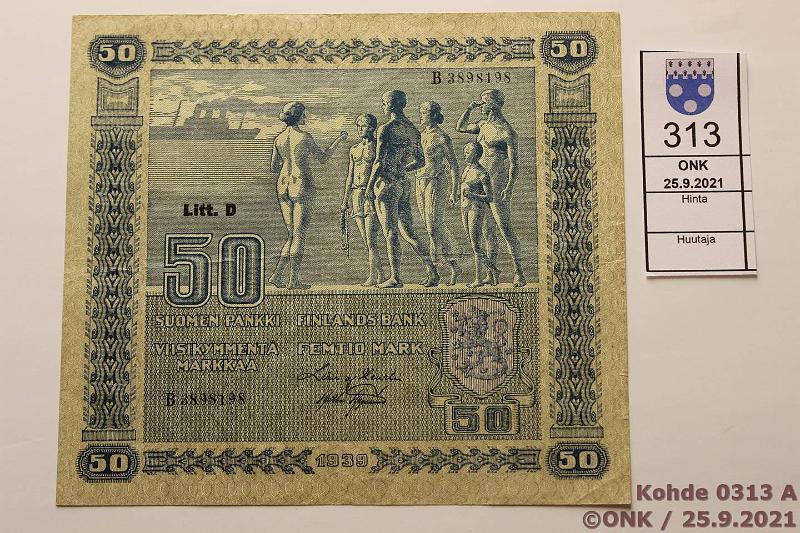 50
50
B 3898198
Litt. D
50
SUOMEN PANKKI
FINLANDS BANK
VIISIKYMMENTÄ
MARKKAA
FEMTIO MARK
B 3898198
50
50
1939
50
313
ONK
25.9.2021
Hinta
Huutaja
Kohde 0313 A
©ONK / 25.9.2021